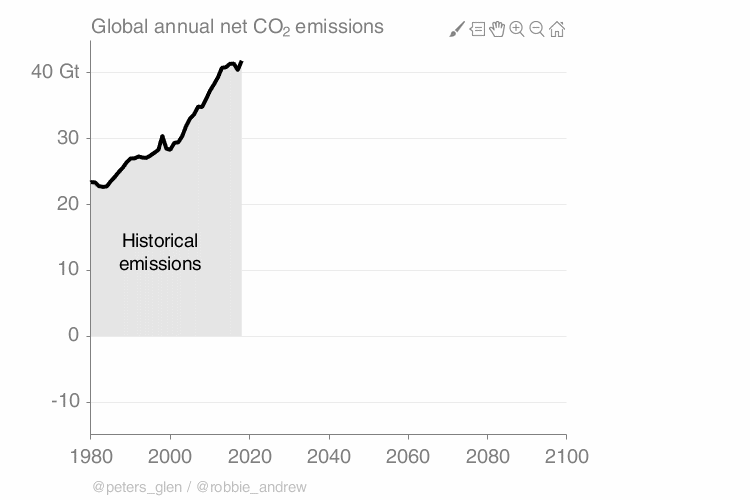 Global annual net CO₂ emissions
40 Gt
30
20
10
0
-10
Historical
emissions
1980 2000 2020 2040 2060 2080 2100
@peters_glen / @robbie_andrew